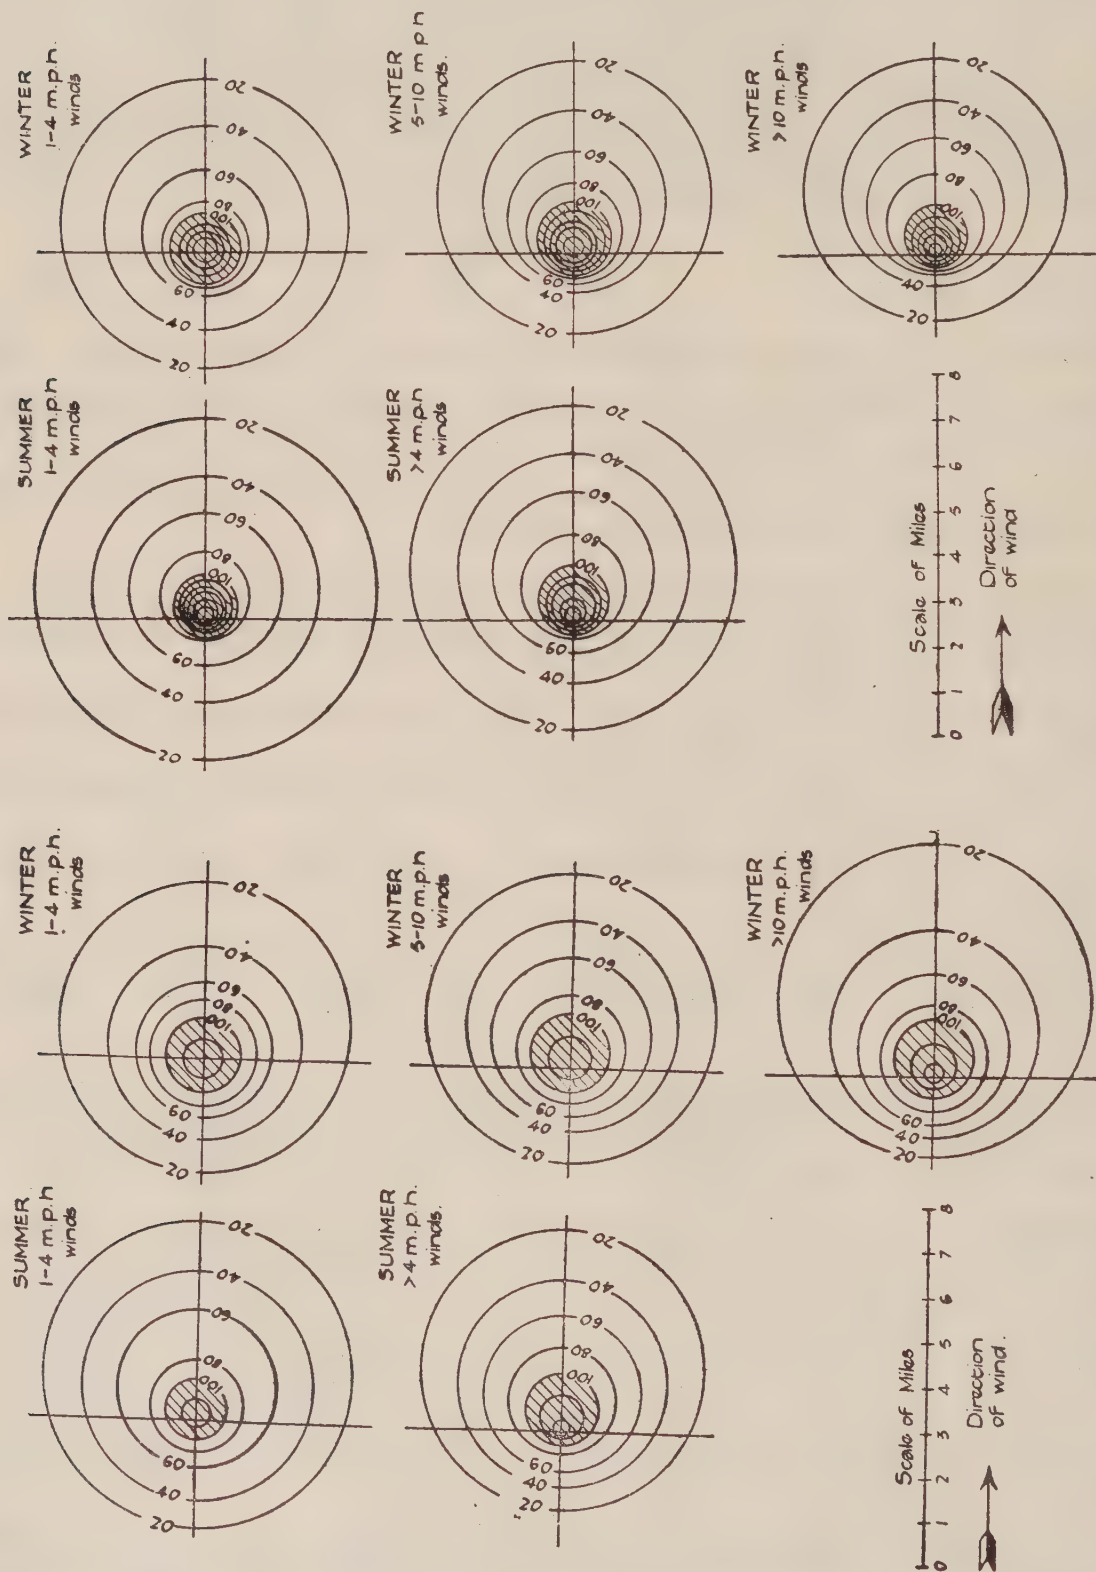 SUMMER
1-4 m.p.h
winds
20 40 60 100 80 60 40 20
WINTER
1-4 m.p.h.
winds
20 40 60 100 80 60 40 20
SUMMER
>4 m.p.h.
winds.
20 40 60 100 80 60 40 20
WINTER
5-10 m.p.h
winds
20 40 60 100 80 60 40 20
WINTER
>10 m.p.h.
winds
20 40 60 100 80 60 40 20
Scale of Miles
0 1 2 3 4 5 6 7 8
Direction
of wind.
SUMMER
1-4 m.p.h
winds
20 40 60 100 80 60 40 20
WINTER
1-4 m.p.h.
winds
20 40 60 100 80 60 40 20
SUMMER
>4 m.p.h
winds
20 40 60 100 80 60 40 20
WINTER
5-10 m p h
winds.
20 40 60 100 80 60 40 20
WINTER
>10 m.p.h.
winds
20 40 100 80 60 40 20
Scale of Miles
0 1 2 3 4 5 6 7 8
Direction
of wind